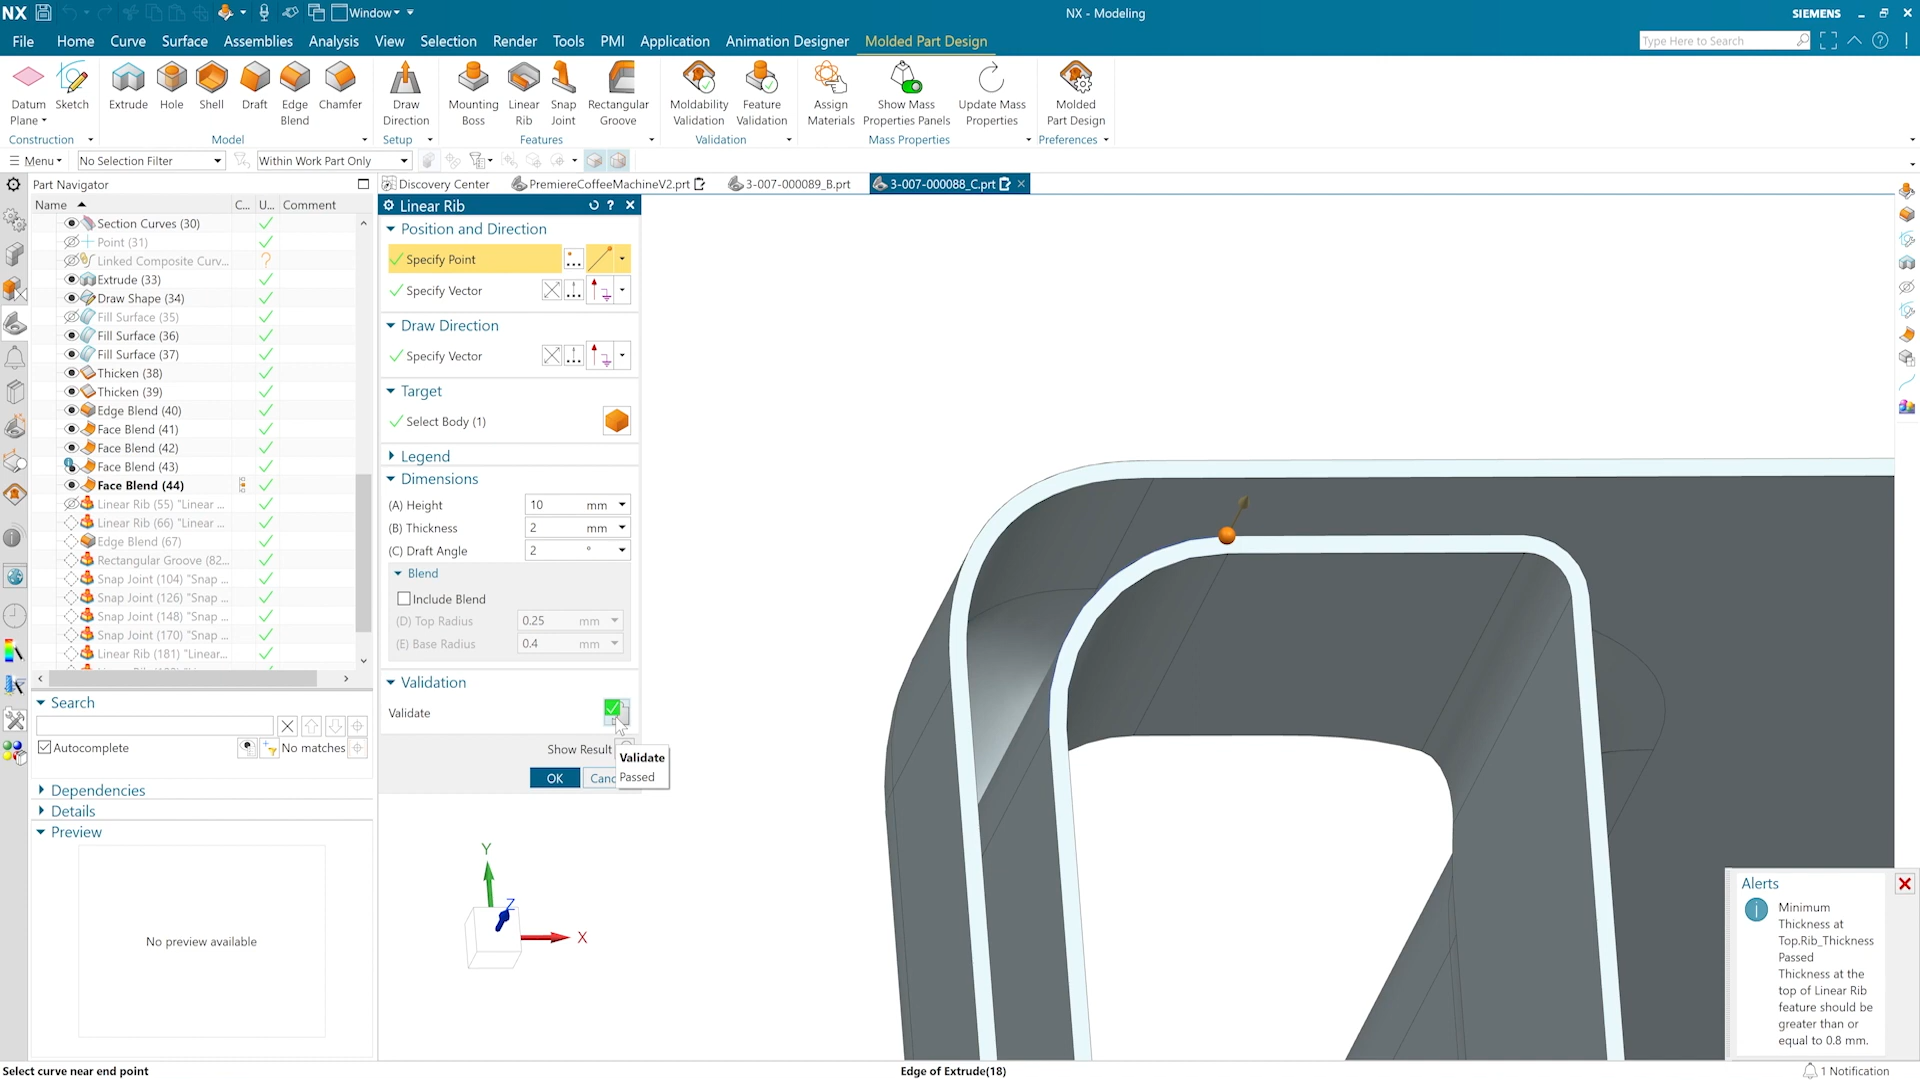 NX
Window
NX - Modeling
SIEMENS
File Home Curve Surface Assemblies Analysis View Selection Render Tools PMI Application Animation Designer Molded Part Design
Type Here to Search
Datum Plane
Sketch
Extrude
Hole
Shell
Draft
Edge Blend
Chamfer
Draw Direction
Mounting Boss
Linear Rib
Snap Joint
Rectangular Groove
Moldability Validation
Feature Validation
Assign Materials
Show Mass Properties Panels
Update Mass Properties
Molded Part Design
Construction Model Setup Features Validation Mass Properties Preferences
Menu No Selection Filter Within Work Part Only
Part Navigator
Name C... U... Comment
Section Curves (30)
Point (31)
Linked Composite Curv...
Extrude (33)
Draw Shape (34)
Fill Surface (35)
Fill Surface (36)
Fill Surface (37)
Thicken (38)
Thicken (39)
Edge Blend (40)
Face Blend (41)
Face Blend (42)
Face Blend (43)
Face Blend (44)
Linear Rib (55) "Linear ...
Linear Rib (66) "Linear ...
Edge Blend (67)
Rectangular Groove (82...
Snap Joint (104) "Snap ...
Snap Joint (126) "Snap ...
Snap Joint (148) "Snap ...
Snap Joint (170) "Snap ...
Linear Rib (181) "Linear...
Search
Autocomplete No matches
Dependencies
Details
Preview
No preview available
Discovery Center PremiereCoffeeMachineV2.prt 3-007-000089_B.prt 3-007-000088_C.prt
Linear Rib
Position and Direction
Specify Point
Specify Vector
Draw Direction
Specify Vector
Target
Select Body (1)
Legend
Dimensions
(A) Height 10 mm
(B) Thickness 2 mm
(C) Draft Angle 2 °
Blend
Include Blend
(D) Top Radius 0.25 mm
(E) Base Radius 0.4 mm
Validation
Validate
Show Result
OK Canc
Validate
Passed
Y
Z
X
Alerts
Minimum
Thickness at
Top.Rib_Thickness
Passed
Thickness at the
top of Linear Rib
feature should be
greater than or
equal to 0.8 mm.
Select curve near end point
Edge of Extrude(18)
1 Notification